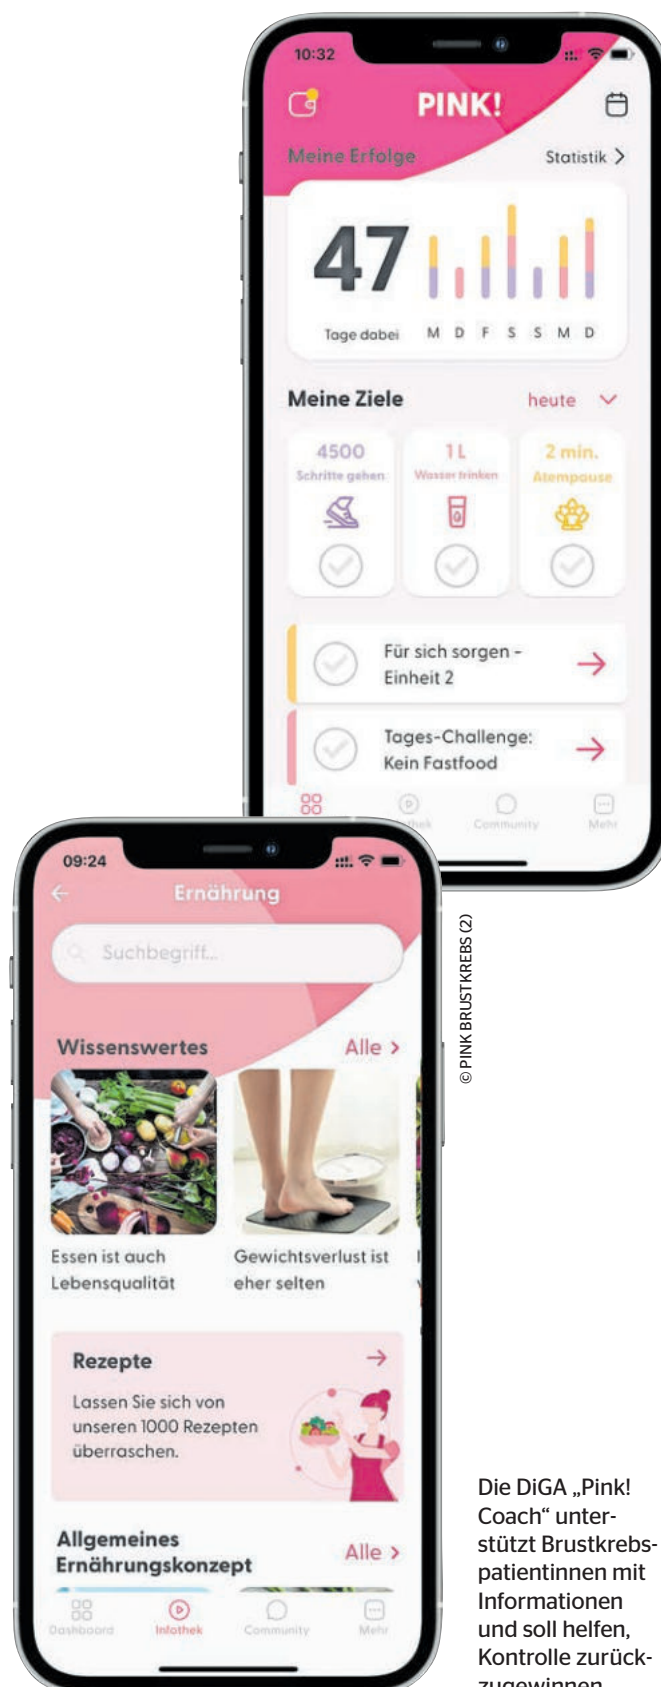 10:32
PINK!
Meine Erfolge
Statistik >
47
Tage dabei
M D F S S M D
Meine Ziele
heute
4500
Schritte gehen
1 L
Wasser trinken
2 min.
Atempause
Für sich sorgen -
Einheit 2
Tages-Challenge:
Kein Fastfood
Community
Mehr
09:24
Ernährung
Suchbegriff...
Wissenswertes
Alle >
Essen ist auch
Lebensqualität
Gewichtsverlust ist
eher selten
Rezepte
Lassen Sie sich von
unseren 1000 Rezepten
überraschen.
Allgemeines
Ernährungskonzept
Alle >
Dashboard
Infothek
Community
Mehr
© PINK BRUSTKREBS (2)
Die DiGA „Pink!
Coach“ unter-
stützt Brustkrebs-
patientinnen mit
Informationen
und soll helfen,
Kontrolle zurück-
zugewinnen